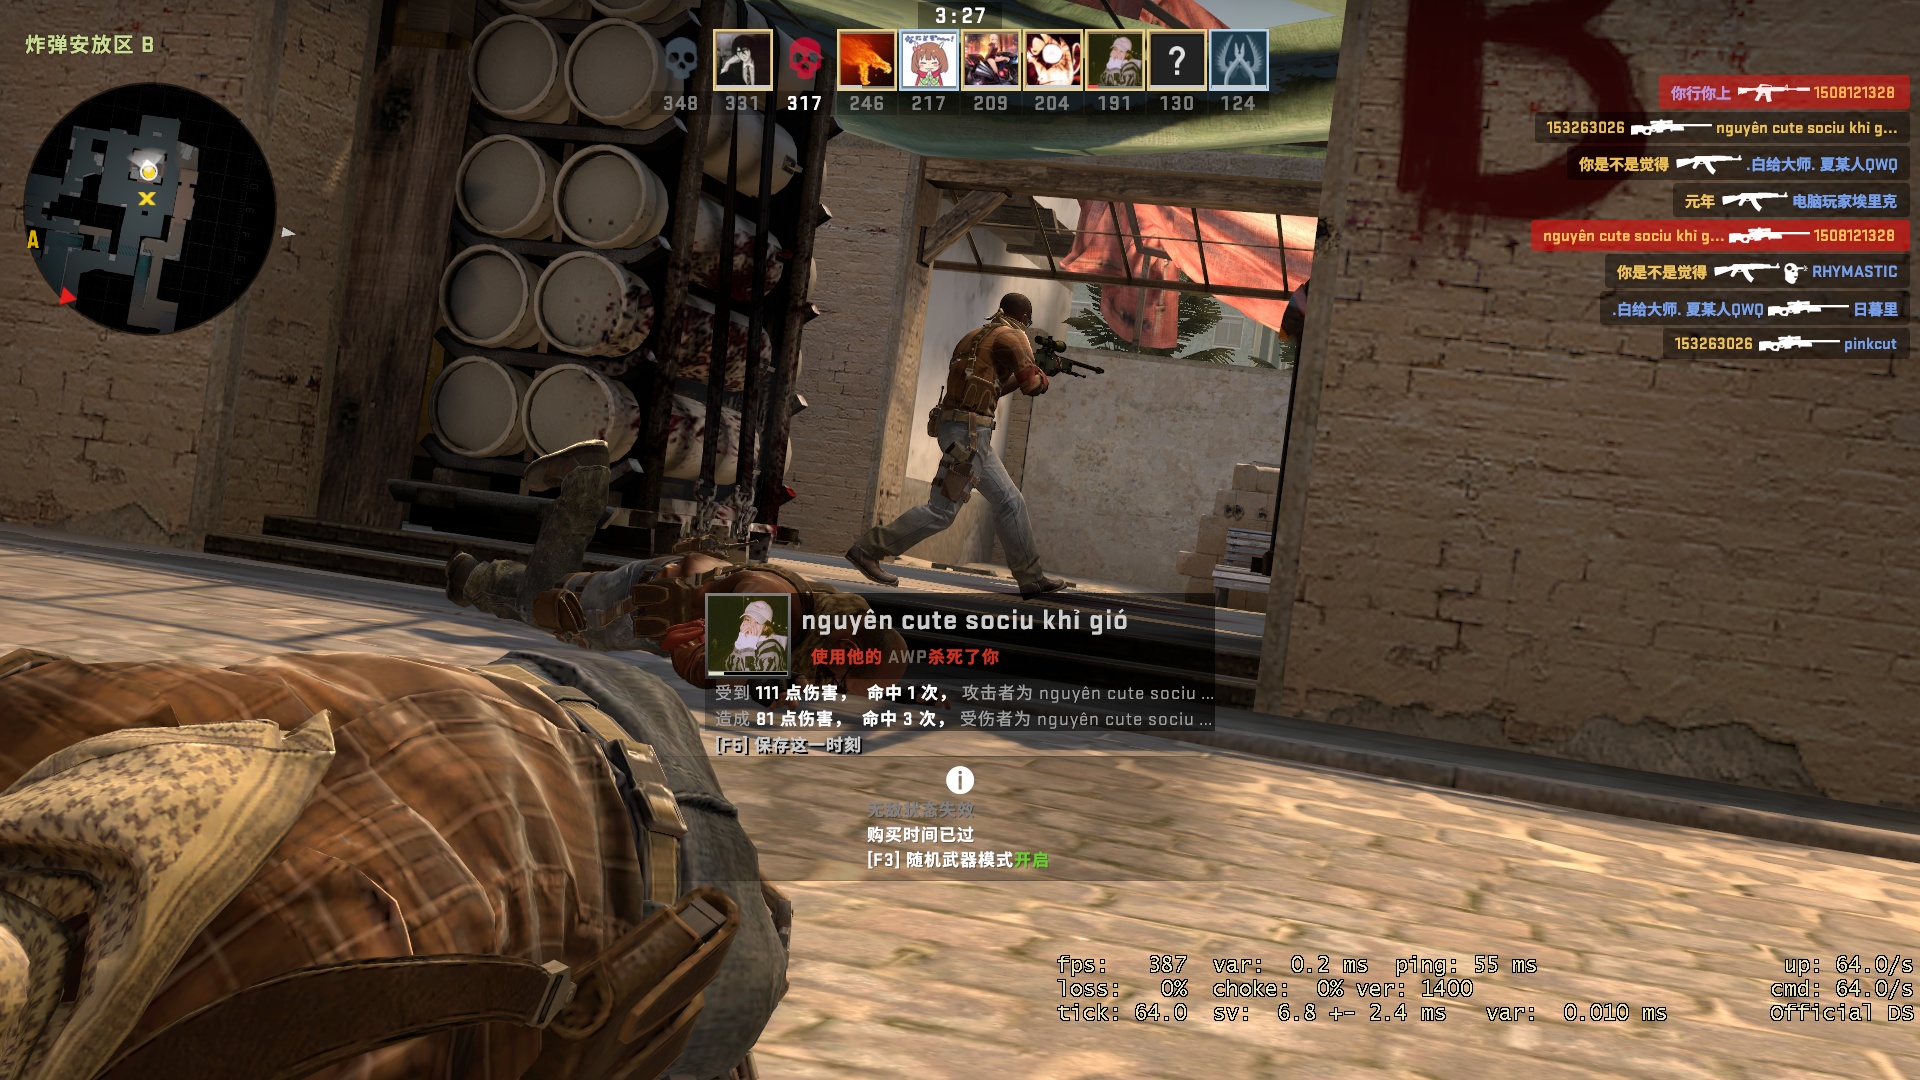 3:27
炸弹安放区 B
348 331 317 246 217 209 204 191 130 124
?
A
B
你行你上 1508121328
153263026 nguyên cute sociu khỉ g...
你是不是觉得 .白给大师. 夏某人QWQ
元年 电脑玩家埃里克
nguyên cute sociu khỉ g... 1508121328
你是不是觉得 RHYMASTIC
.白给大师. 夏某人QWQ 日暮里
153263026 pinkcut
nguyên cute sociu khỉ gió
使用他的 AWP杀死了你
受到 111 点伤害， 命中 1 次， 攻击者为 nguyên cute sociu ...
造成 81 点伤害， 命中 3 次， 受伤者为 nguyên cute sociu ...
[F5] 保存这一时刻
无敌状态失效
购买时间已过
[F3] 随机武器模式开启
fps: 387 var: 0.2 ms ping: 55 ms up: 64.0/s
loss: 0% choke: 0% ver: 1400 cmd: 64.0/s
tick: 64.0 sv: 6.8 +- 2.4 ms var: 0.010 ms Official DS